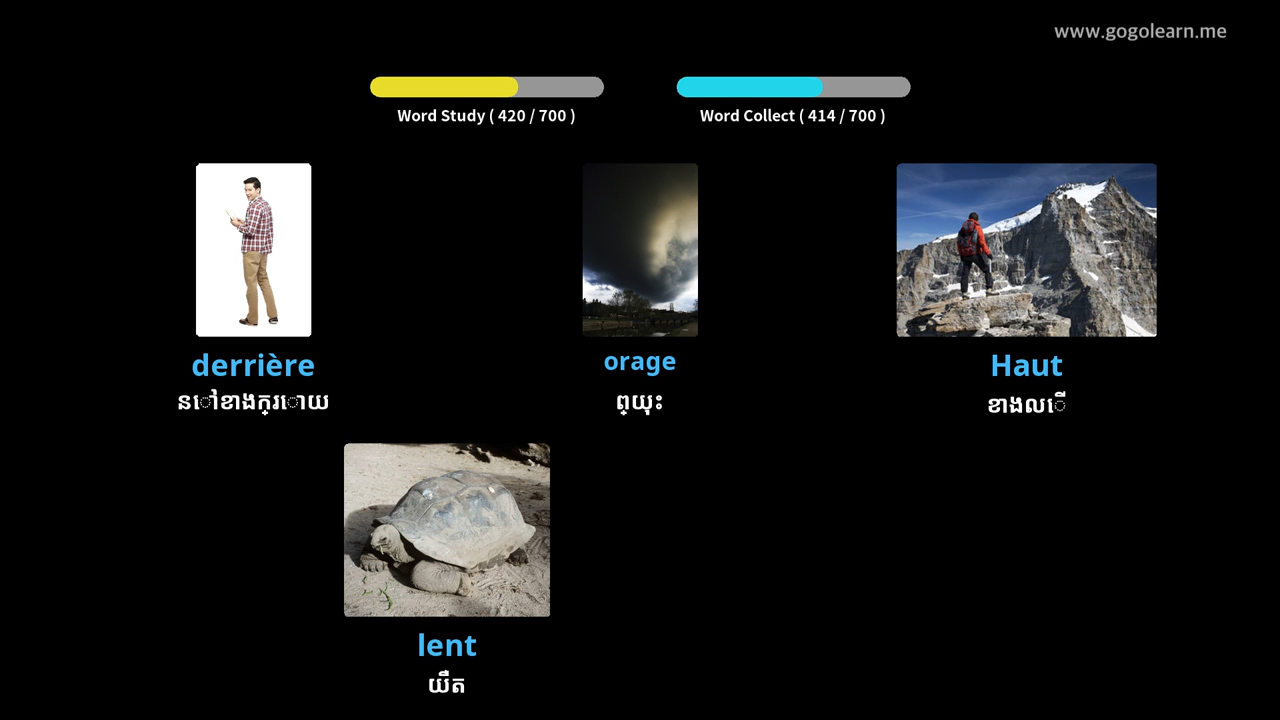 www.gogolearn.me
Word Study ( 420 / 700 )
Word Collect ( 414 / 700 )
derrière
នៅខាងក្រោយ
orage
ព្យុះ
Haut
ខាងលើ
lent
យឺត